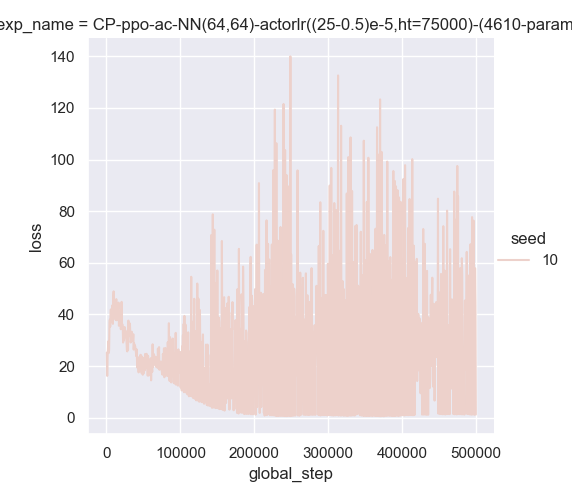 exp_name = CP-ppo-ac-NN(64,64)-actorlr((25-0.5)e-5,ht=75000)-(4610-param
140
120
100
80
60
40
20
0
loss
0 100000 200000 300000 400000 500000
global_step
seed
10